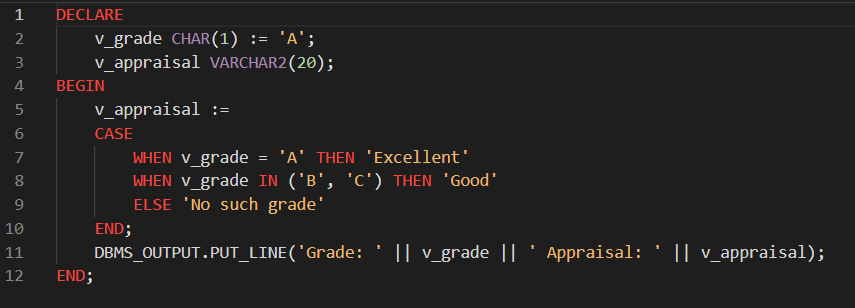 1 DECLARE
2     v_grade CHAR(1) := 'A';
3     v_appraisal VARCHAR2(20);
4 BEGIN
5     v_appraisal :=
6     CASE
7         WHEN v_grade = 'A' THEN 'Excellent'
8         WHEN v_grade IN ('B', 'C') THEN 'Good'
9         ELSE 'No such grade'
10     END;
11     DBMS_OUTPUT.PUT_LINE('Grade: ' || v_grade || ' Appraisal: ' || v_appraisal);
12 END;